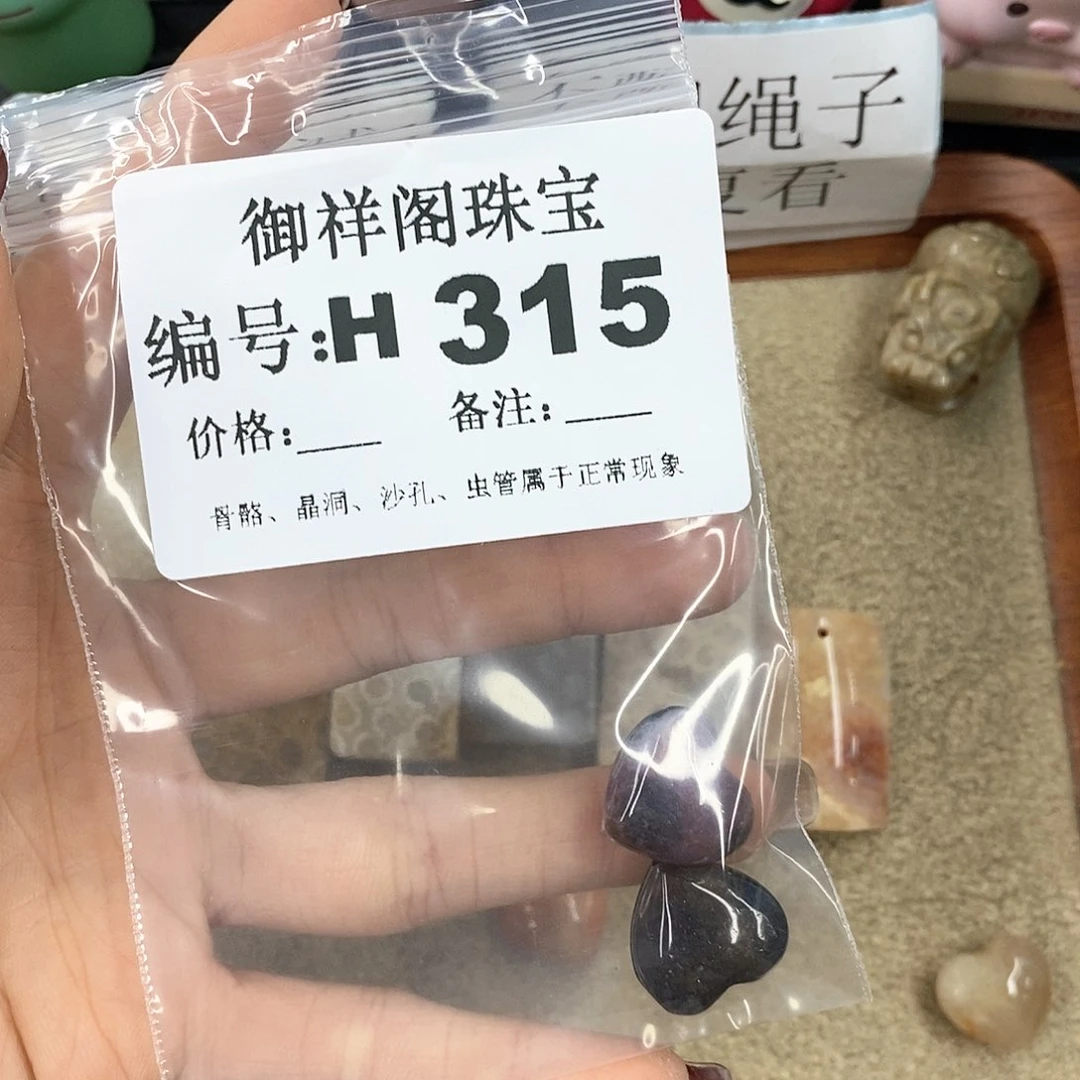 绳子
复看
御祥阁珠宝
编号:H 315
价格:____ 备注:____
骨骼、晶洞、沙孔、虫管属于正常现象